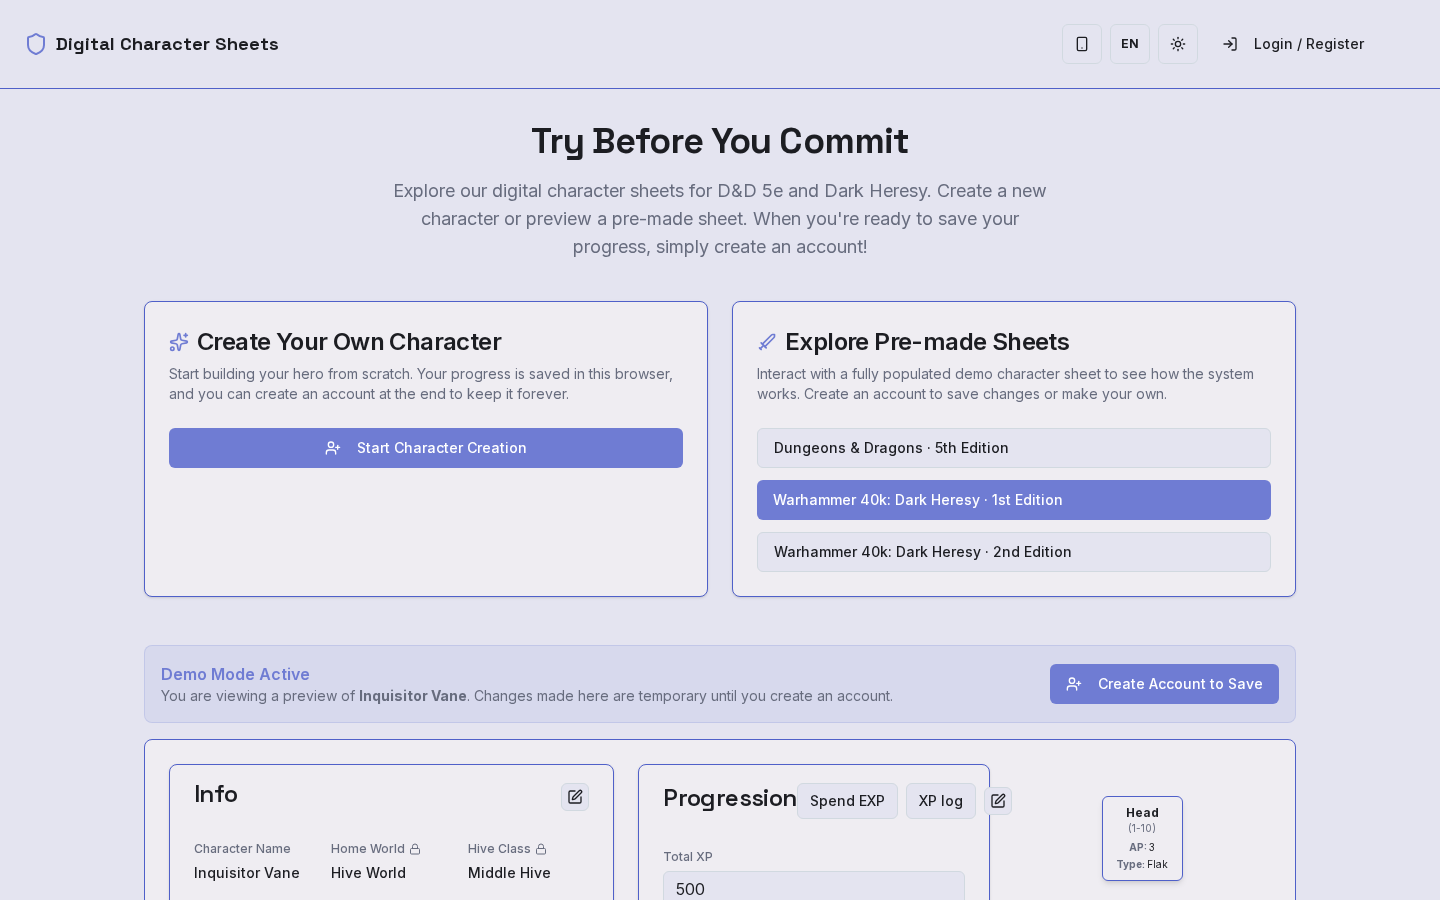 Digital Character Sheets
EN
Login / Register
Try Before You Commit
Explore our digital character sheets for D&D 5e and Dark Heresy. Create a new
character or preview a pre-made sheet. When you're ready to save your
progress, simply create an account!
Create Your Own Character
Start building your hero from scratch. Your progress is saved in this browser,
and you can create an account at the end to keep it forever.
Start Character Creation
Explore Pre-made Sheets
Interact with a fully populated demo character sheet to see how the system
works. Create an account to save changes or make your own.
Dungeons & Dragons · 5th Edition
Warhammer 40k: Dark Heresy · 1st Edition
Warhammer 40k: Dark Heresy · 2nd Edition
Demo Mode Active
You are viewing a preview of Inquisitor Vane. Changes made here are temporary until you create an account.
Create Account to Save
Info
Character Name
Inquisitor Vane
Home World
Hive World
Hive Class
Middle Hive
Progression
Spend EXP
XP log
Total XP
500
Head
(1-10)
AP: 3
Type: Flak